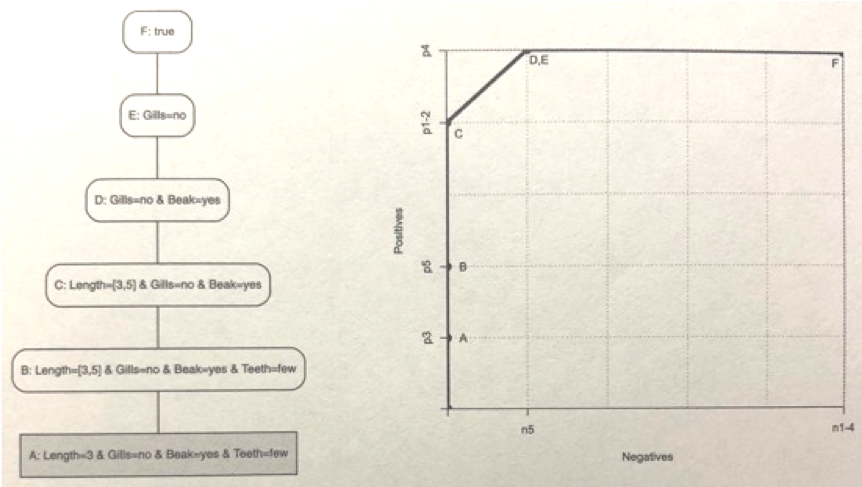 F: true
E: Gills=no
D: Gills=no & Beak=yes
C: Length=[3,5] & Gills=no & Beak=yes
B: Length=[3,5] & Gills=no & Beak=yes & Teeth=few
A: Length=3 & Gills=no & Beak=yes & Teeth=few
Positives
p4
p1-2
p5
p3
D,E
F
C
B
A
n5
n1-4
Negatives